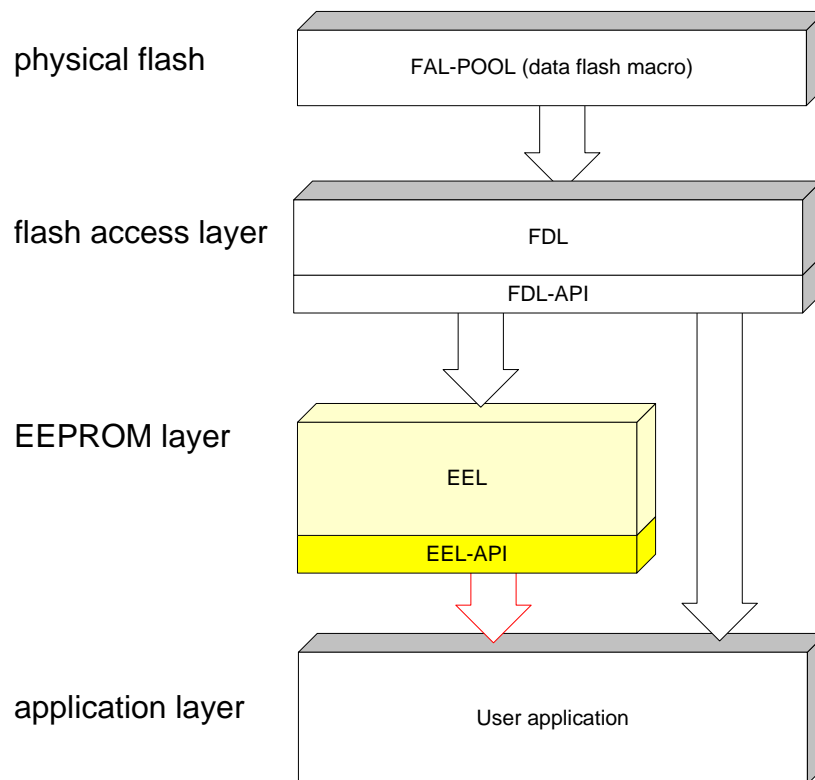 physical flash
FAL-POOL (data flash macro)
flash access layer
FDL
FDL-API
EEPROM layer
EEL
EEL-API
application layer
User application